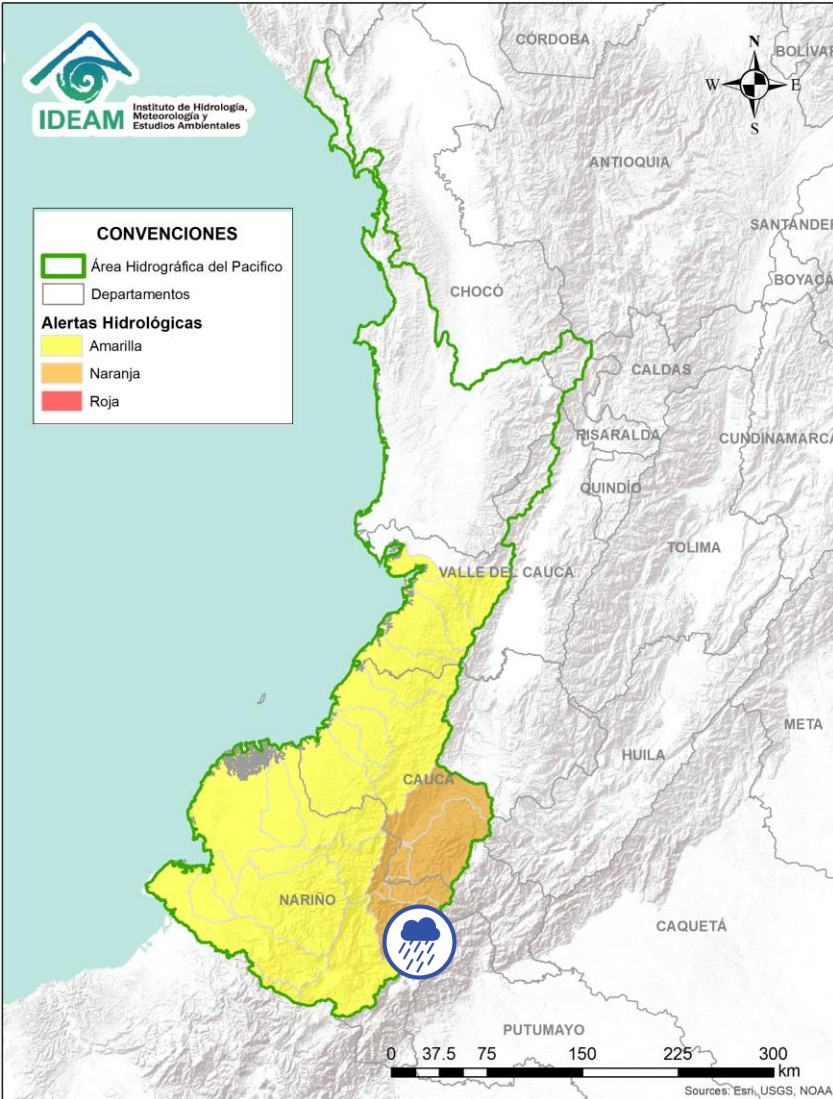 IDEAM
Instituto de Hidrología,
Meteorología y
Estudios Ambientales
CÓRDOBA
BOLÍVAR
N
W
E
S
ANTIOQUIA
CONVENCIONES
Área Hidrográfica del Pacifico
Departamentos
Alertas Hidrológicas
Amarilla
Naranja
Roja
SANTANDER
BOYACÁ
CHOCÓ
CALDAS
RISARALDA
CUNDINAMARCA
QUINDÍO
TOLIMA
VALLE DEL CAUCA
META
HUILA
CAUCA
NARIÑO
CAQUETÁ
PUTUMAYO
0 37.5 75 150 225 300
km
Sources: Esri, USGS, NOAA